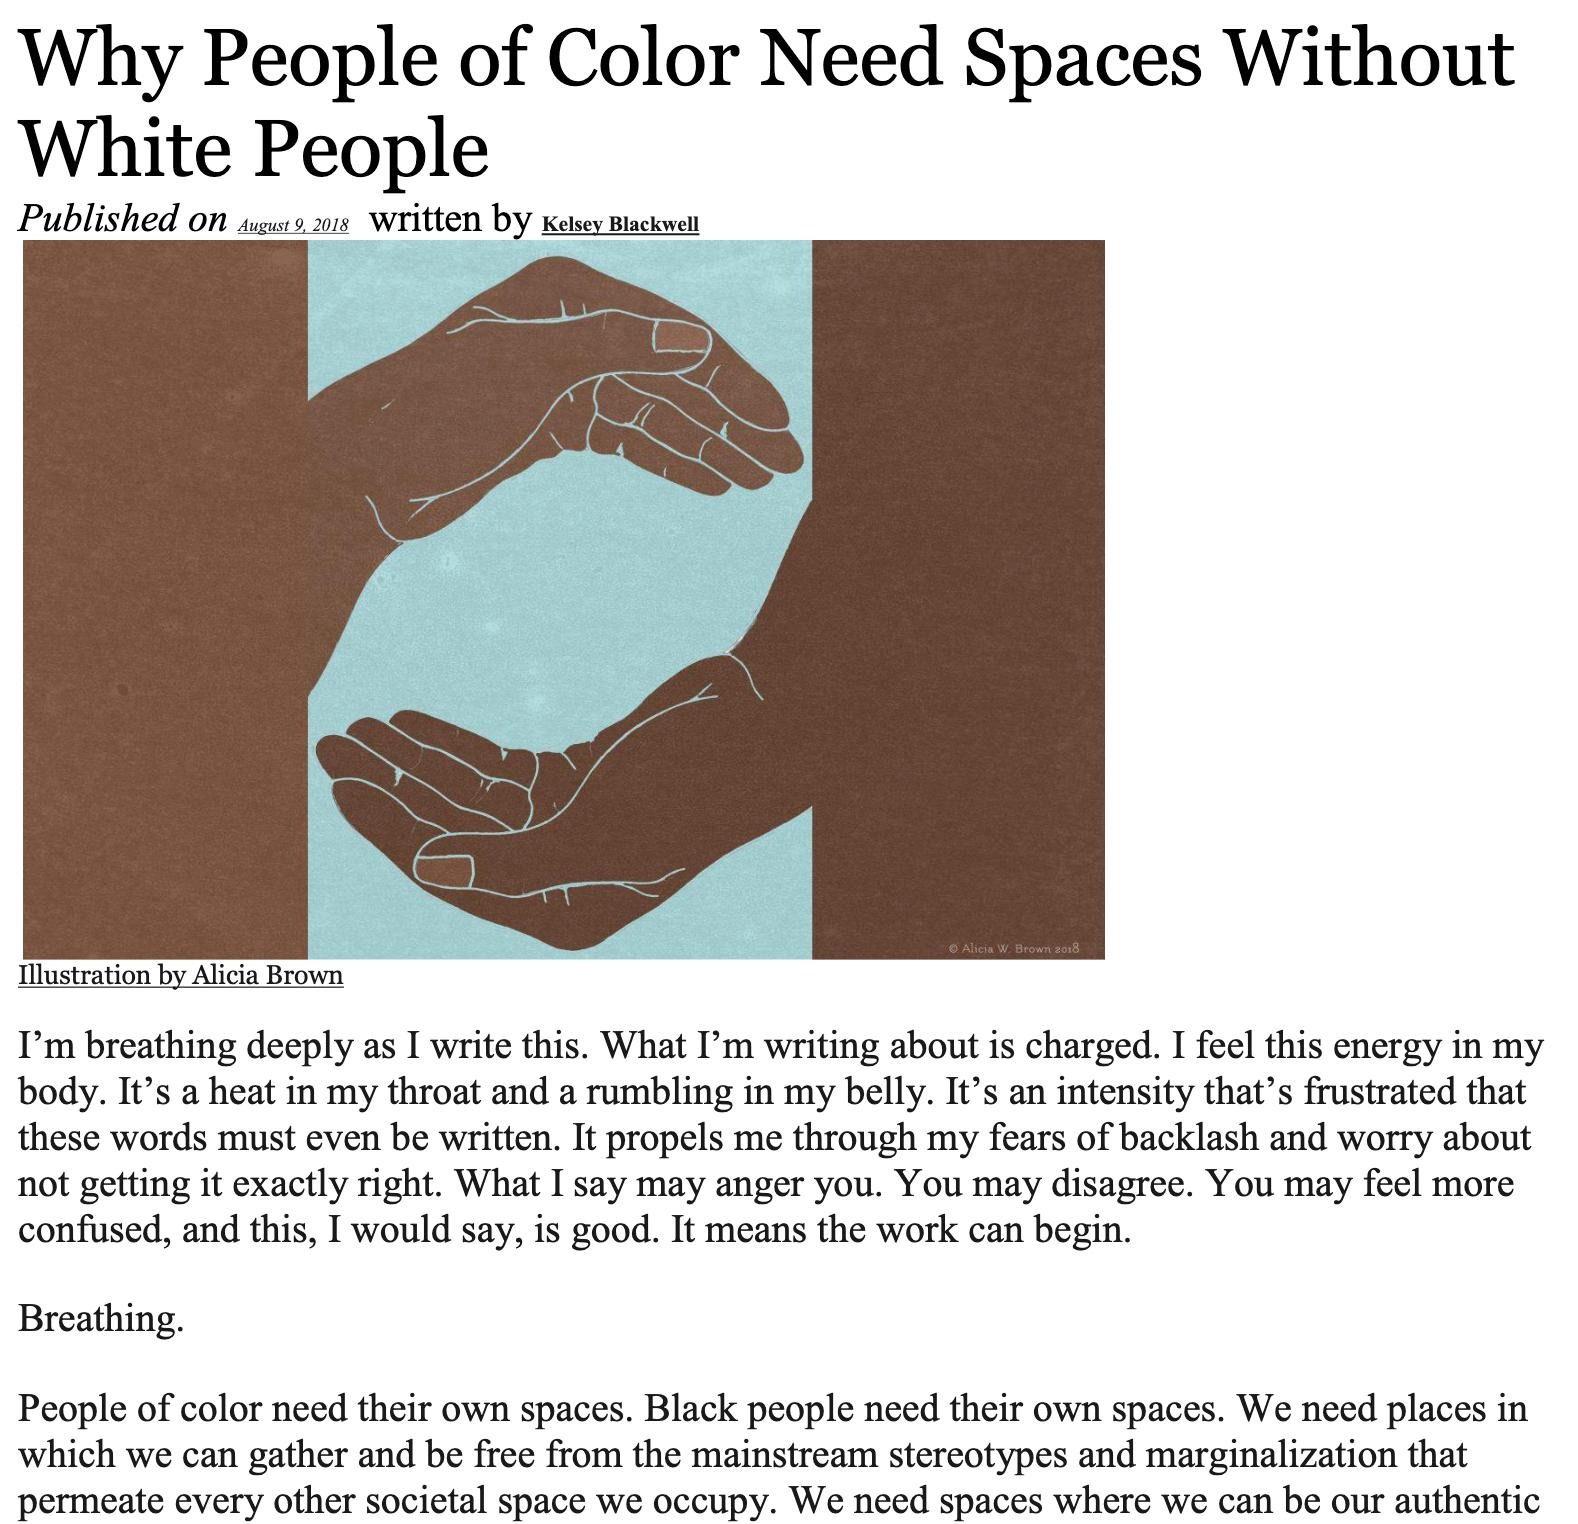 Why People of Color Need Spaces Without
White People
Published on August 9, 2018 written by Kelsey Blackwell
© Alicia W. Brown 2018
Illustration by Alicia Brown
I’m breathing deeply as I write this. What I’m writing about is charged. I feel this energy in my
body. It’s a heat in my throat and a rumbling in my belly. It’s an intensity that’s frustrated that
these words must even be written. It propels me through my fears of backlash and worry about
not getting it exactly right. What I say may anger you. You may disagree. You may feel more
confused, and this, I would say, is good. It means the work can begin.
Breathing.
People of color need their own spaces. Black people need their own spaces. We need places in
which we can gather and be free from the mainstream stereotypes and marginalization that
permeate every other societal space we occupy. We need spaces where we can be our authentic